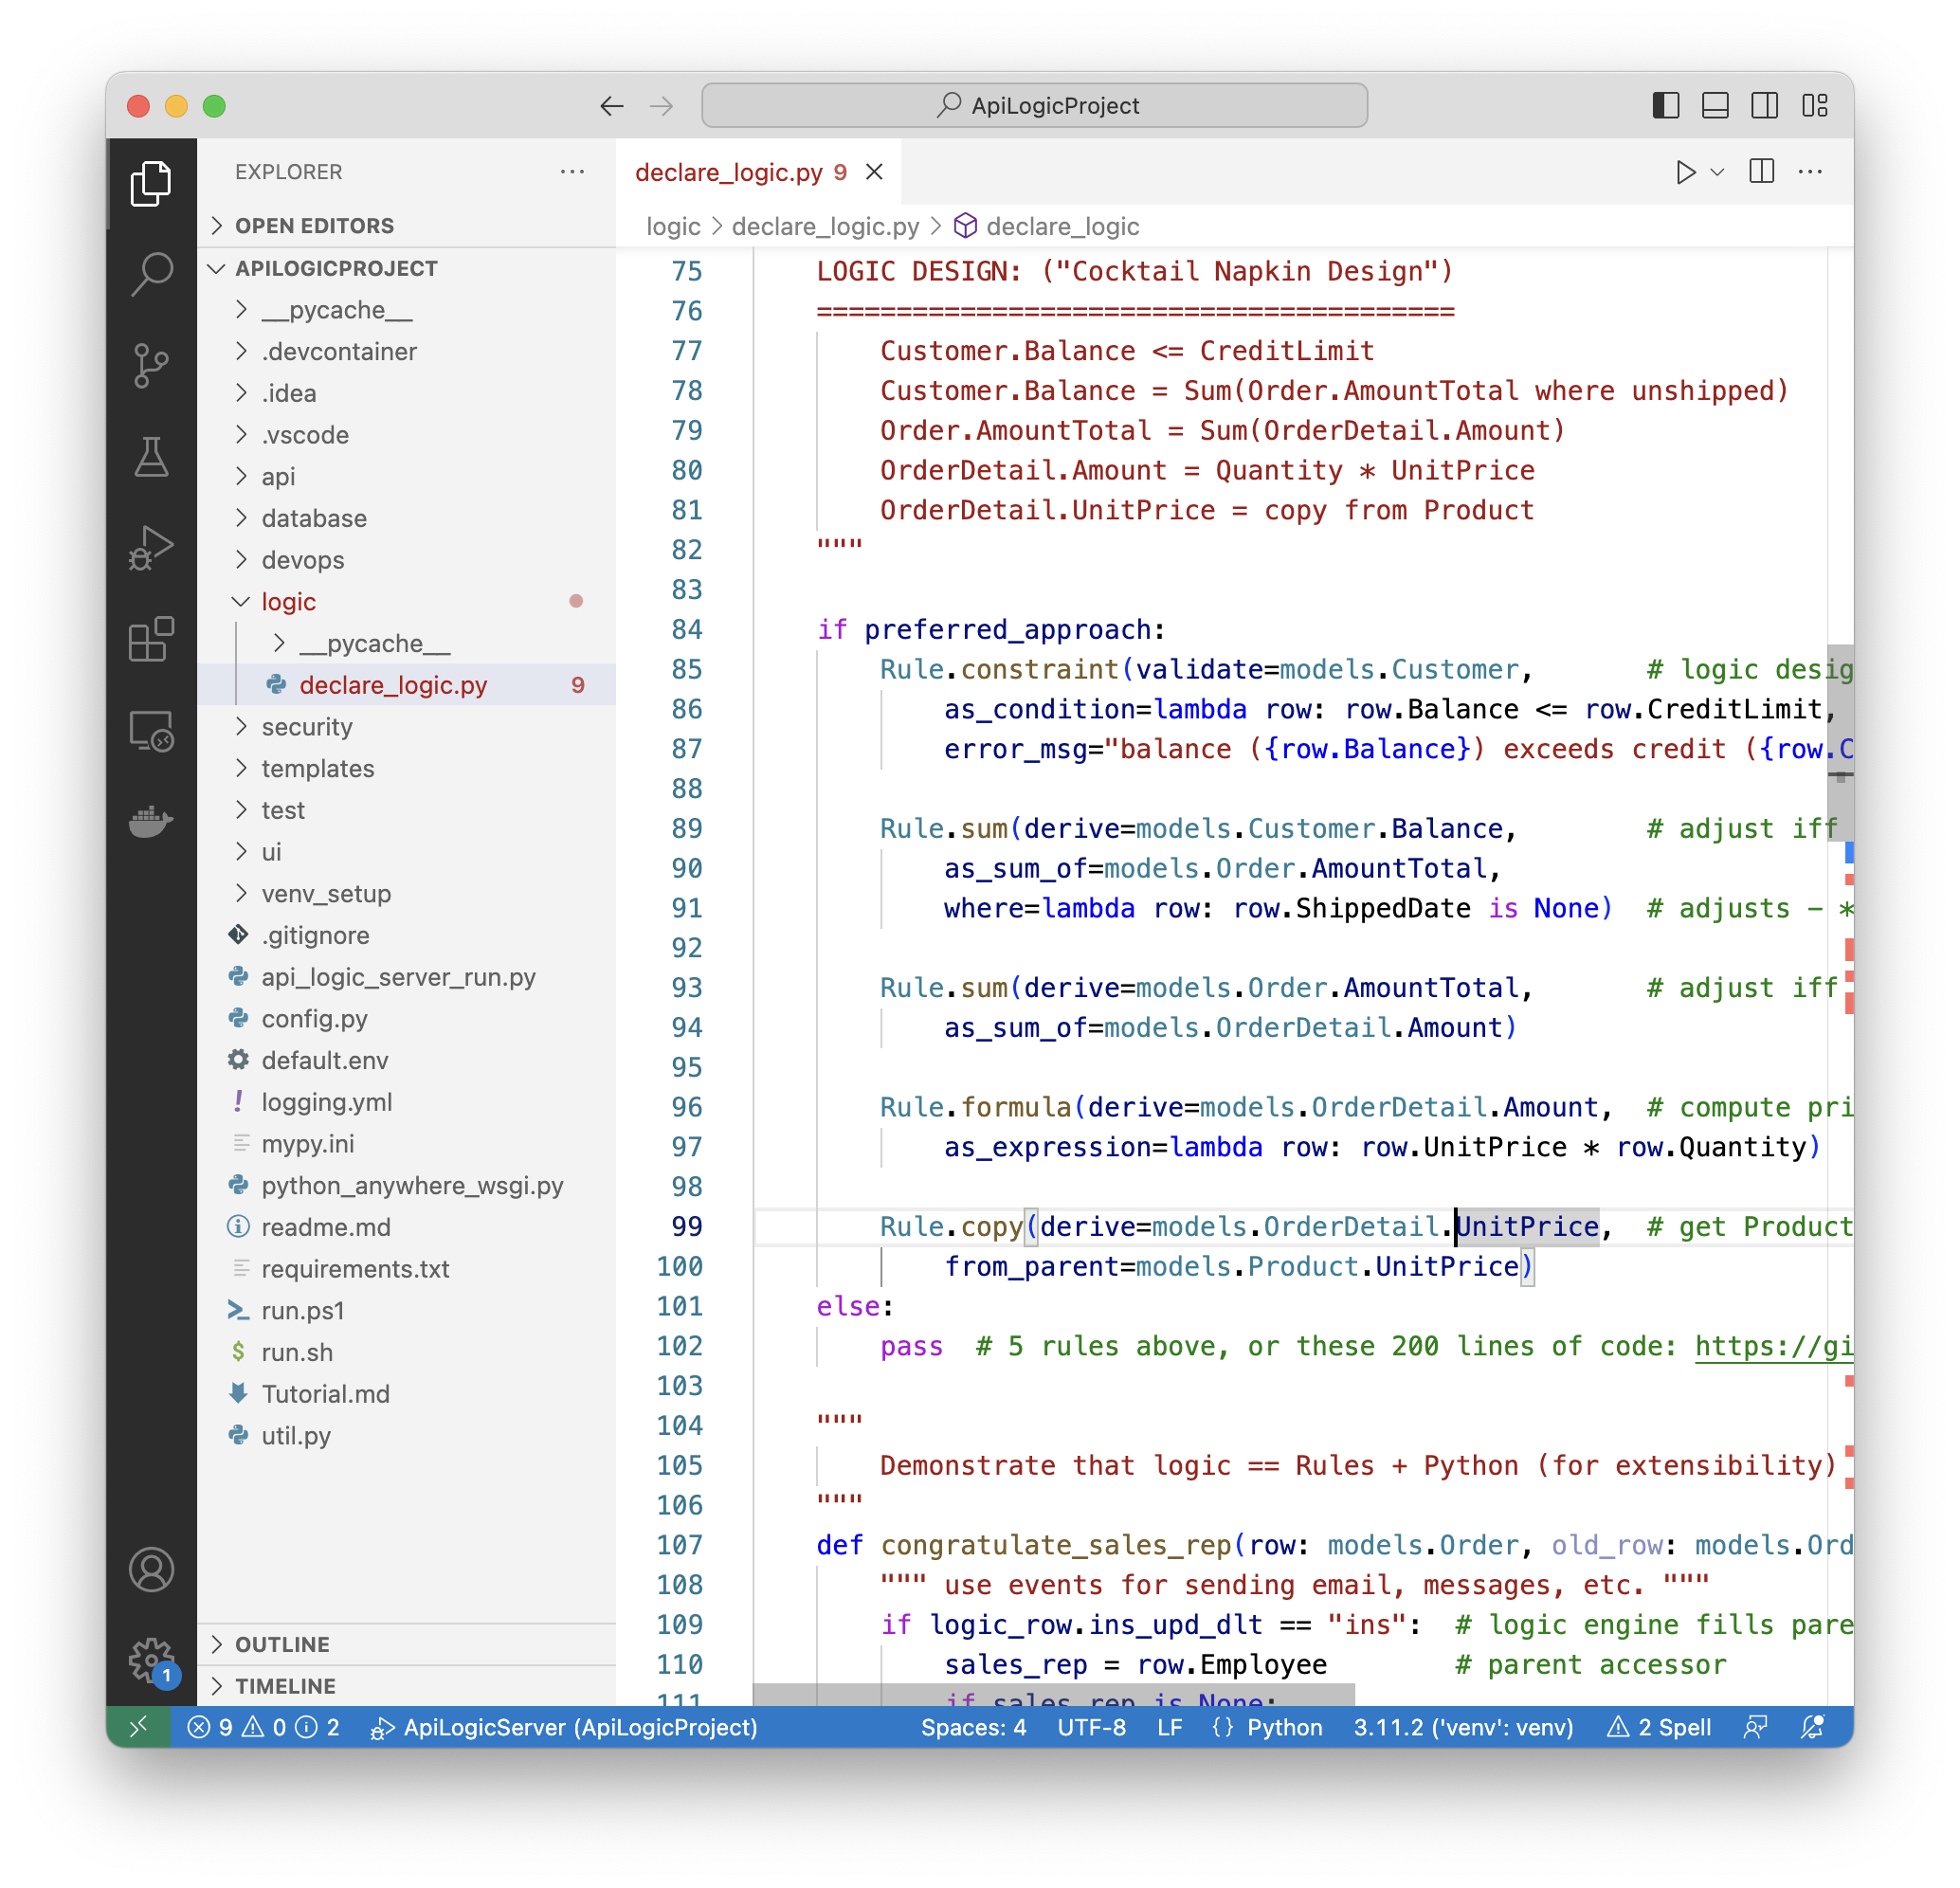 ApiLogicProject
EXPLORER
OPEN EDITORS
APILOGICPROJECT
__pycache__
.devcontainer
.idea
.vscode
api
database
devops
logic
__pycache__
declare_logic.py 9
security
templates
test
ui
venv_setup
.gitignore
api_logic_server_run.py
config.py
default.env
logging.yml
mypy.ini
python_anywhere_wsgi.py
readme.md
requirements.txt
run.ps1
run.sh
Tutorial.md
util.py
OUTLINE
TIMELINE
1
declare_logic.py 9
logic > declare_logic.py > declare_logic
75 LOGIC DESIGN: ("Cocktail Napkin Design")
76 ========================================
77 Customer.Balance <= CreditLimit
78 Customer.Balance = Sum(Order.AmountTotal where unshipped)
79 Order.AmountTotal = Sum(OrderDetail.Amount)
80 OrderDetail.Amount = Quantity * UnitPrice
81 OrderDetail.UnitPrice = copy from Product
82 """
83
84 if preferred_approach:
85 Rule.constraint(validate=models.Customer, # logic desig
86 as_condition=lambda row: row.Balance <= row.CreditLimit,
87 error_msg="balance ({row.Balance}) exceeds credit ({row.C
88
89 Rule.sum(derive=models.Customer.Balance, # adjust iff
90 as_sum_of=models.Order.AmountTotal,
91 where=lambda row: row.ShippedDate is None) # adjusts - *
92
93 Rule.sum(derive=models.Order.AmountTotal, # adjust iff
94 as_sum_of=models.OrderDetail.Amount)
95
96 Rule.formula(derive=models.OrderDetail.Amount, # compute pri
97 as_expression=lambda row: row.UnitPrice * row.Quantity)
98
99 Rule.copy(derive=models.OrderDetail.UnitPrice, # get Product
100 from_parent=models.Product.UnitPrice)
101 else:
102 pass # 5 rules above, or these 200 lines of code: https://gi
103
104 """
105 Demonstrate that logic == Rules + Python (for extensibility)
106 """
107 def congratulate_sales_rep(row: models.Order, old_row: models.Ord
108 """ use events for sending email, messages, etc. """
109 if logic_row.ins_upd_dlt == "ins": # logic engine fills pare
110 sales_rep = row.Employee # parent accessor
111 if sales_rep is None:
9 0 2 ApiLogicServer (ApiLogicProject) Spaces: 4 UTF-8 LF {} Python 3.11.2 ('venv': venv) 2 Spell